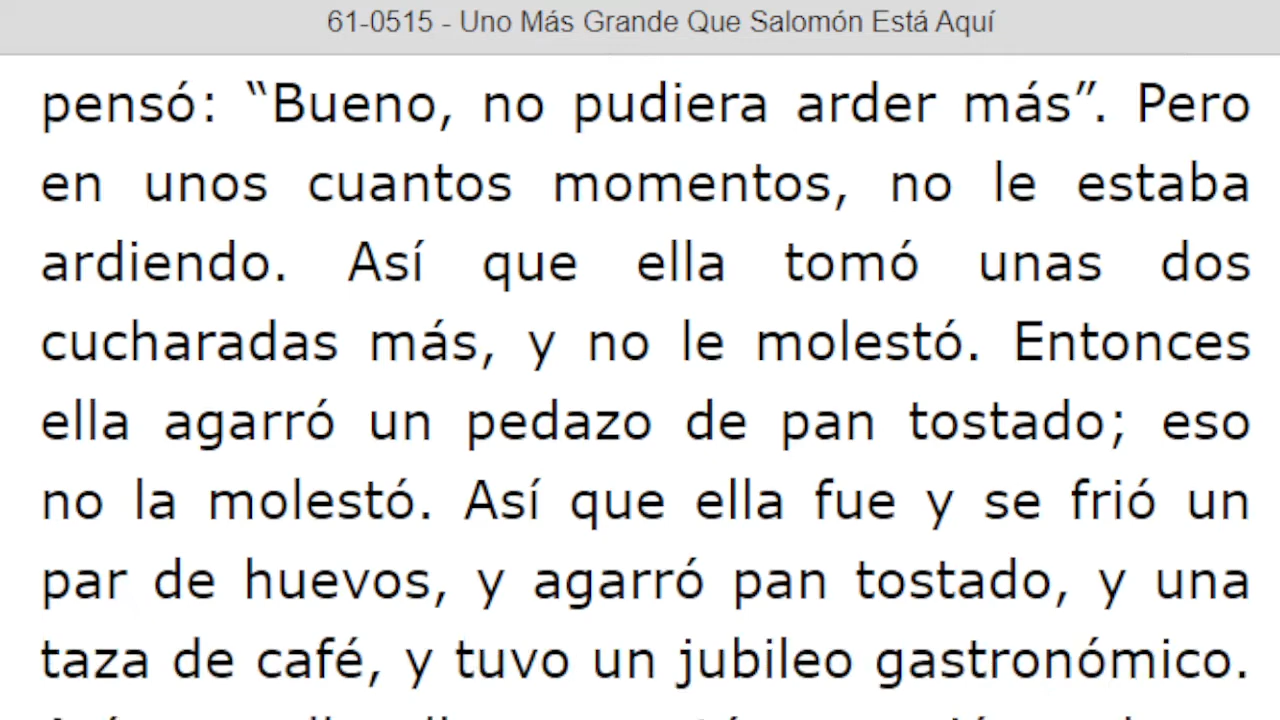 61-0515 - Uno Más Grande Que Salomón Está Aquí
pensó: “Bueno, no pudiera arder más”. Pero
en unos cuantos momentos, no le estaba
ardiendo. Así que ella tomó unas dos
cucharadas más, y no le molestó. Entonces
ella agarró un pedazo de pan tostado; eso
no la molestó. Así que ella fue y se frió un
par de huevos, y agarró pan tostado, y una
taza de café, y tuvo un jubileo gastronómico.